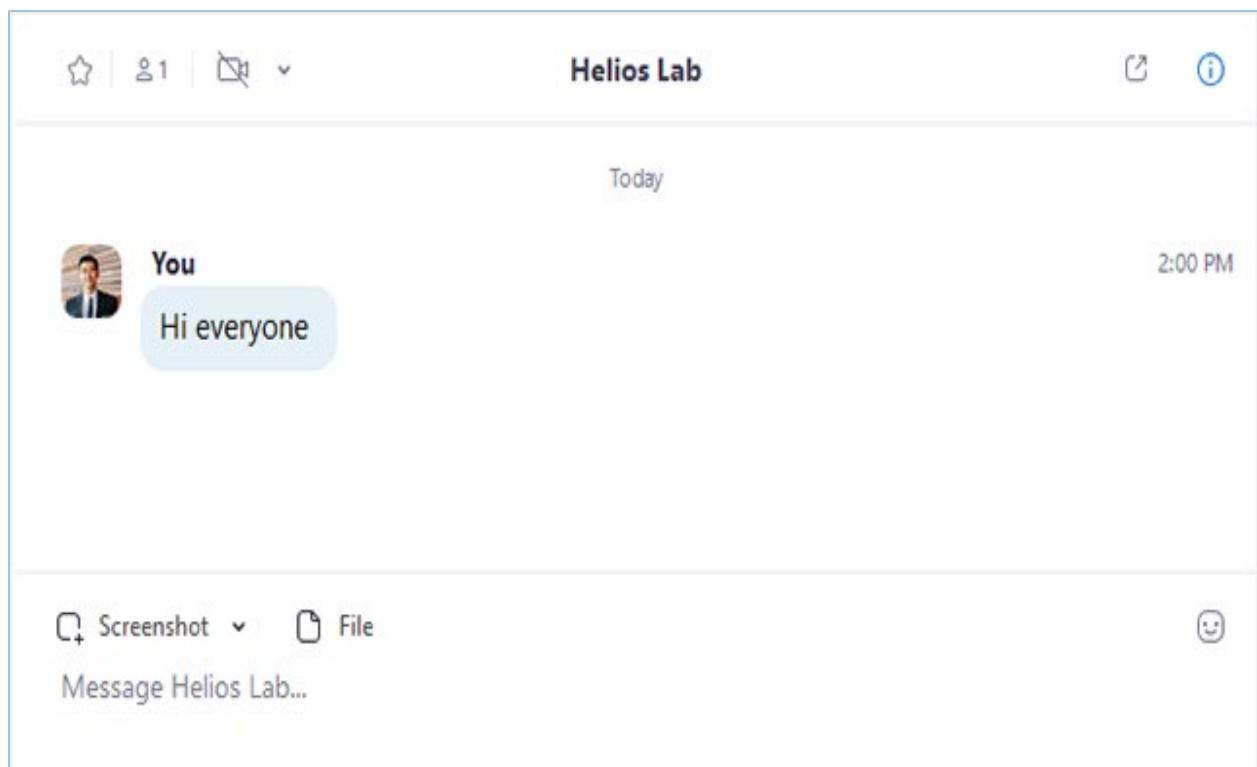 1
Helios Lab
Today
You
2:00 PM
Hi everyone
Screenshot
File
Message Helios Lab...